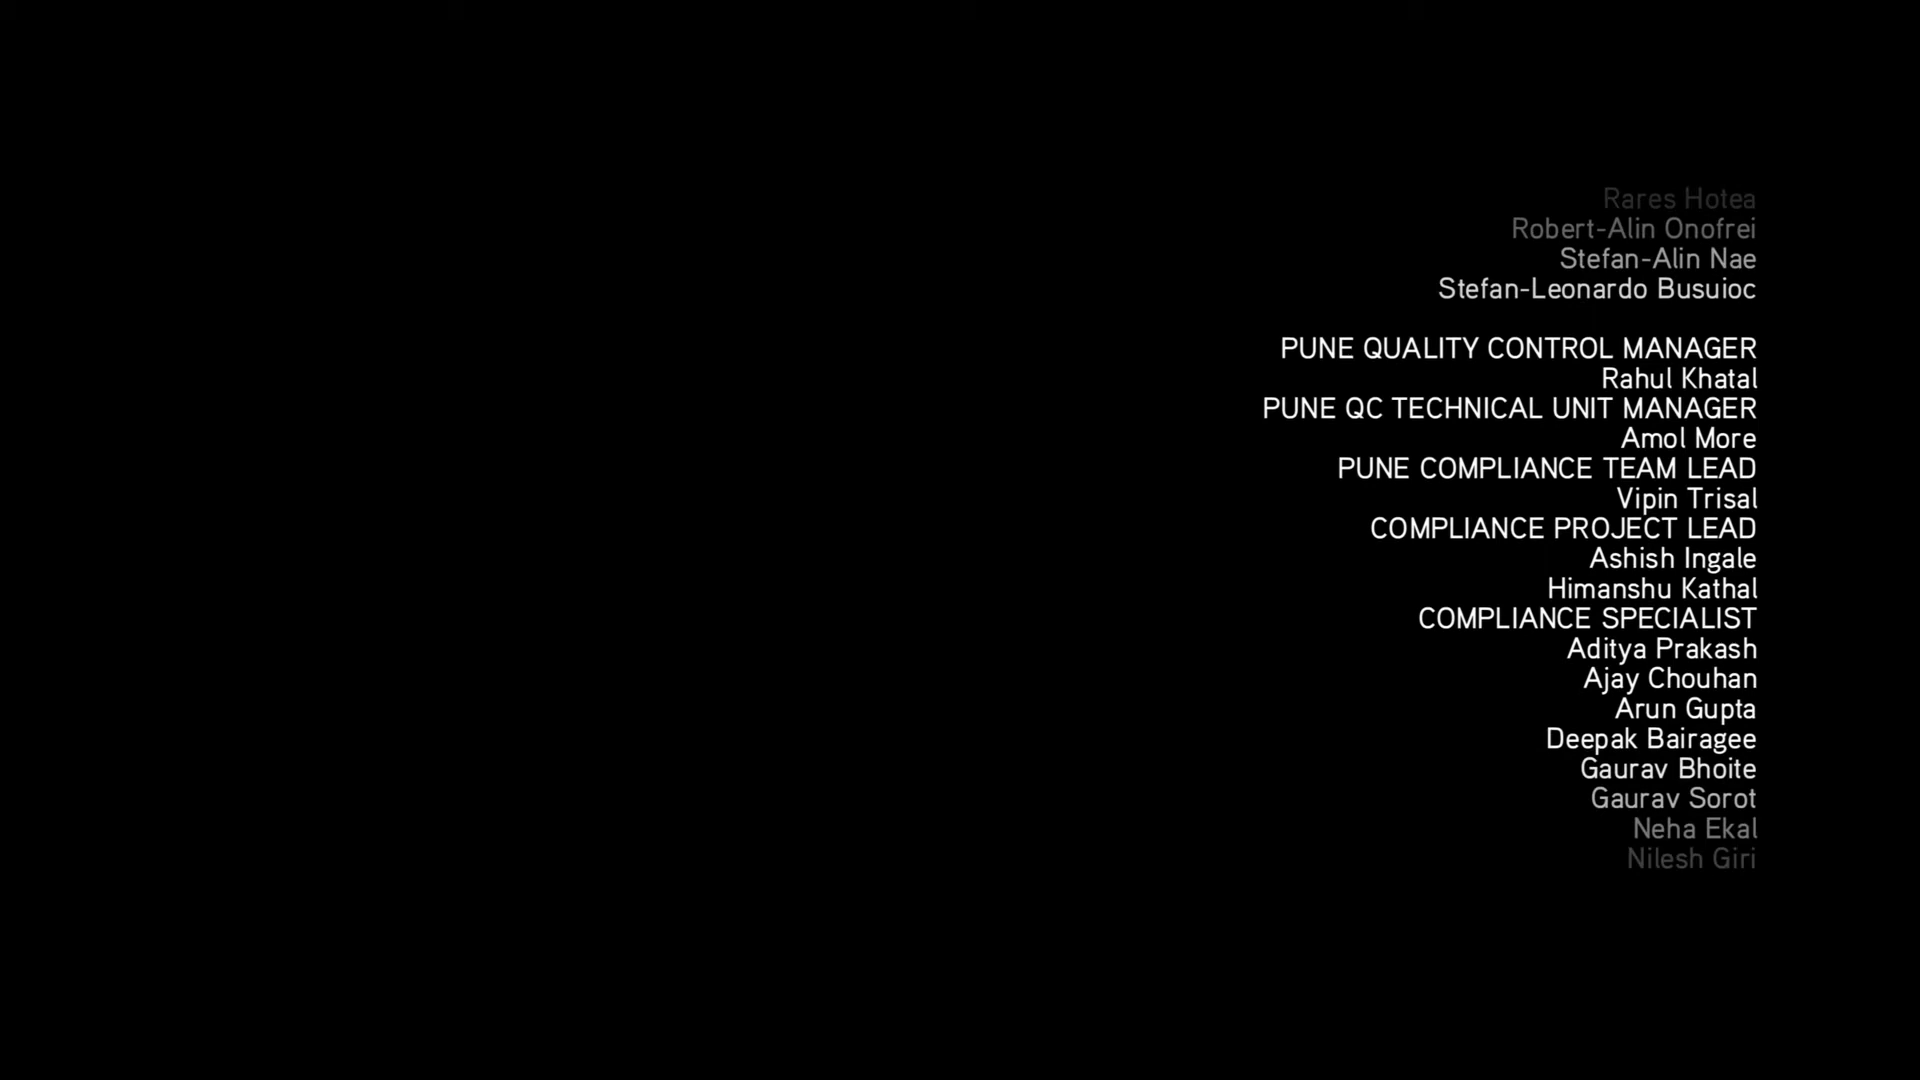 Rares Hotea
Robert-Alin Onofrei
Stefan-Alin Nae
Stefan-Leonardo Busuioc
PUNE QUALITY CONTROL MANAGER
Rahul Khatal
PUNE QC TECHNICAL UNIT MANAGER
Amol More
PUNE COMPLIANCE TEAM LEAD
Vipin Trisal
COMPLIANCE PROJECT LEAD
Ashish Ingale
Himanshu Kathal
COMPLIANCE SPECIALIST
Aditya Prakash
Ajay Chouhan
Arun Gupta
Deepak Bairagee
Gaurav Bhoite
Gaurav Sorot
Neha Ekal
Nilesh Giri